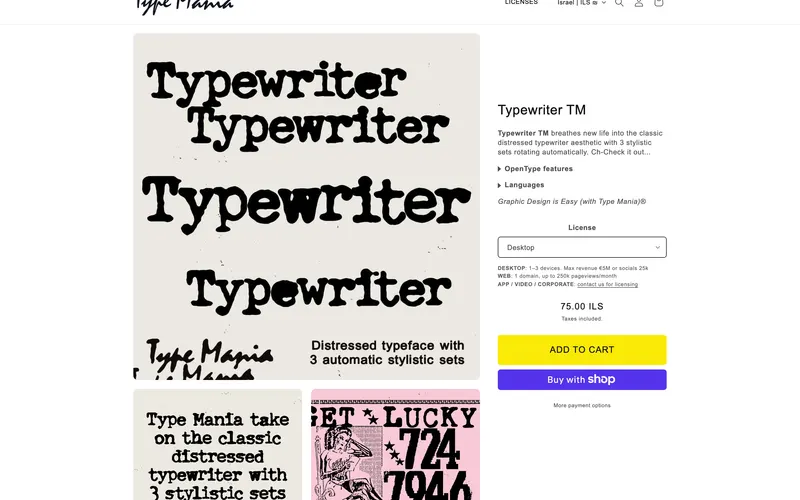 Type Mania
LICENSES
Israel | ILS ₪
Typewriter
Typewriter
Typewriter
Typewriter
Type Mania
Type Mania
Distressed typeface with
3 automatic stylistic sets
Typewriter TM
Typewriter TM breathes new life into the classic
distressed typewriter aesthetic with 3 stylistic
sets rotating automatically. Ch-Check it out...
OpenType features
Languages
Graphic Design is Easy (with Type Mania)®
License
Desktop
DESKTOP: 1–3 devices. Max revenue €5M or socials 25k
WEB: 1 domain, up to 250k pageviews/month
APP / VIDEO / CORPORATE: contact us for licensing
75.00 ILS
Taxes included.
ADD TO CART
Buy with shop
More payment options
Type Mania take
on the classic
distressed
typewriter with
3 stylistic sets
GET LUCKY
724
7946